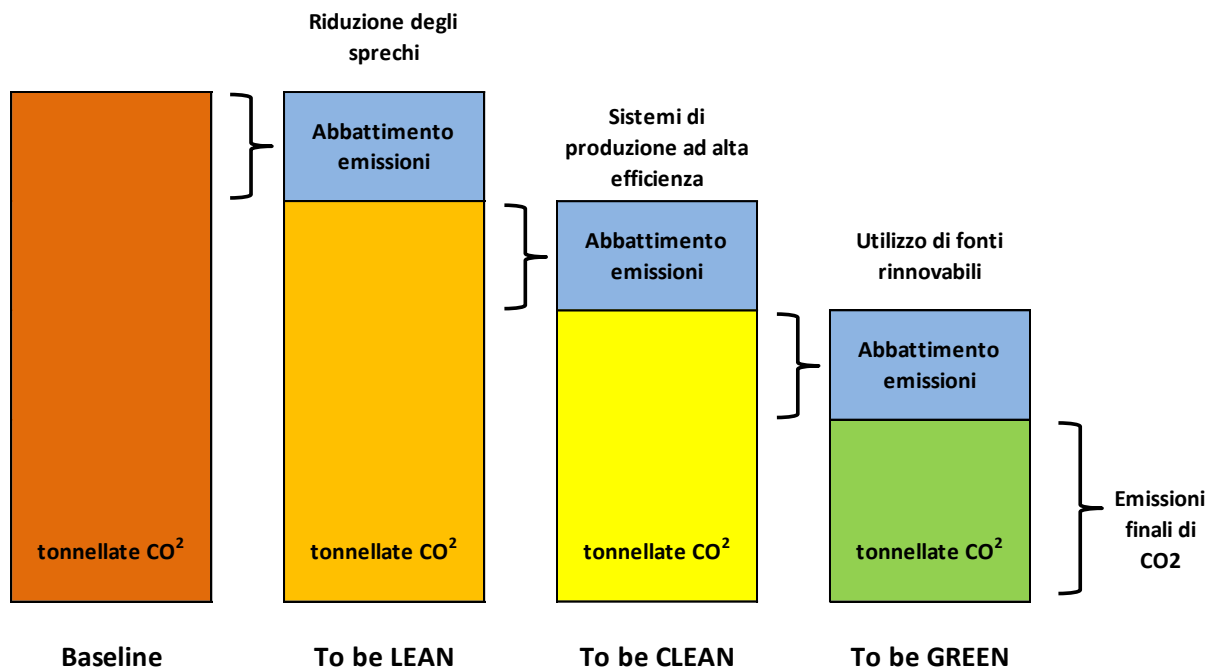 Riduzione degli
sprechi
Abbattimento
emissioni
Sistemi di
produzione ad alta
efficienza
Abbattimento
emissioni
Utilizzo di fonti
rinnovabili
Abbattimento
emissioni
tonnellate CO²
tonnellate CO²
tonnellate CO²
tonnellate CO²
Emissioni
finali di
CO2
Baseline
To be LEAN
To be CLEAN
To be GREEN